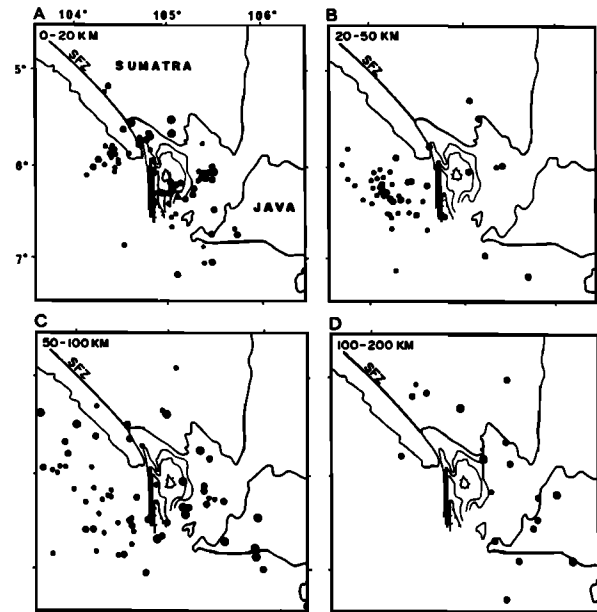 104° 105° 106°
A
0-20 KM
SFZ
SUMATRA
5°
6°
JAVA
7°
B
20-50 KM
SFZ
C
50-100 KM
SFZ
D
100-200 KM
SFZ